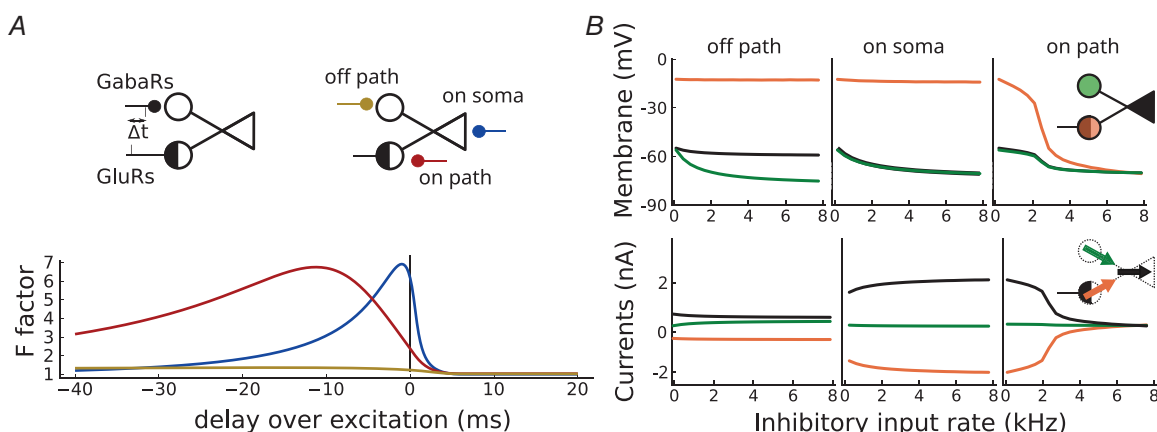 A
B
GabaRs
Δt
GluRs
off path
on soma
on path
F factor
7
6
5
4
3
2
1
−40
−30
−20
−10
0
10
20
delay over excitation (ms)
off path
on soma
on path
Membrane (mV)
0
-30
-60
-90
0 2 4 6 8
0 2 4 6 8
0 2 4 6 8
Currents (nA)
2
0
-2
0 2 4 6 8
0 2 4 6 8
0 2 4 6 8
Inhibitory input rate (kHz)